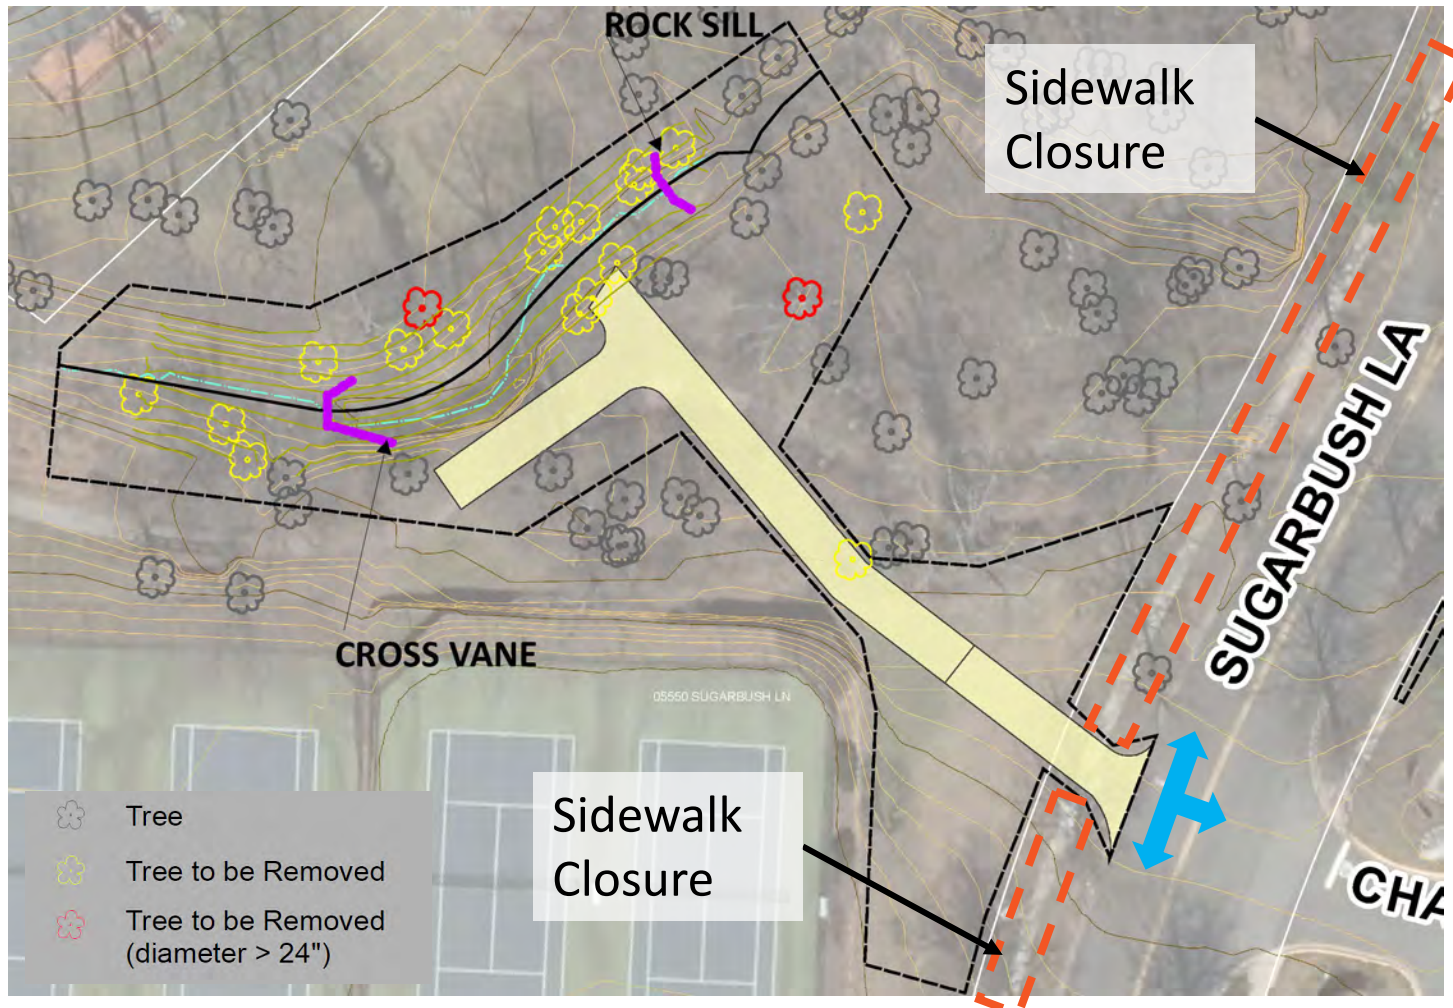 ROCK SILL
Sidewalk
Closure
SUGARBUSH LA
CROSS VANE
05550 SUGARBUSH LN
Sidewalk
Closure
CHA
Tree
Tree to be Removed
Tree to be Removed
(diameter > 24")